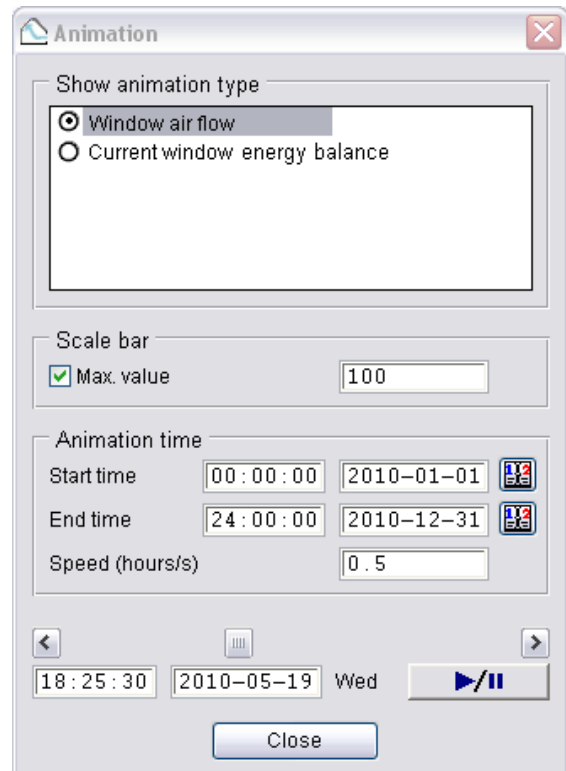 Animation
Show animation type
Window air flow
Current window energy balance
Scale bar
Max. value 100
Animation time
Start time 00:00:00 2010-01-01
End time 24:00:00 2010-12-31
Speed (hours/s) 0.5
18:25:30 2010-05-19 Wed
Close